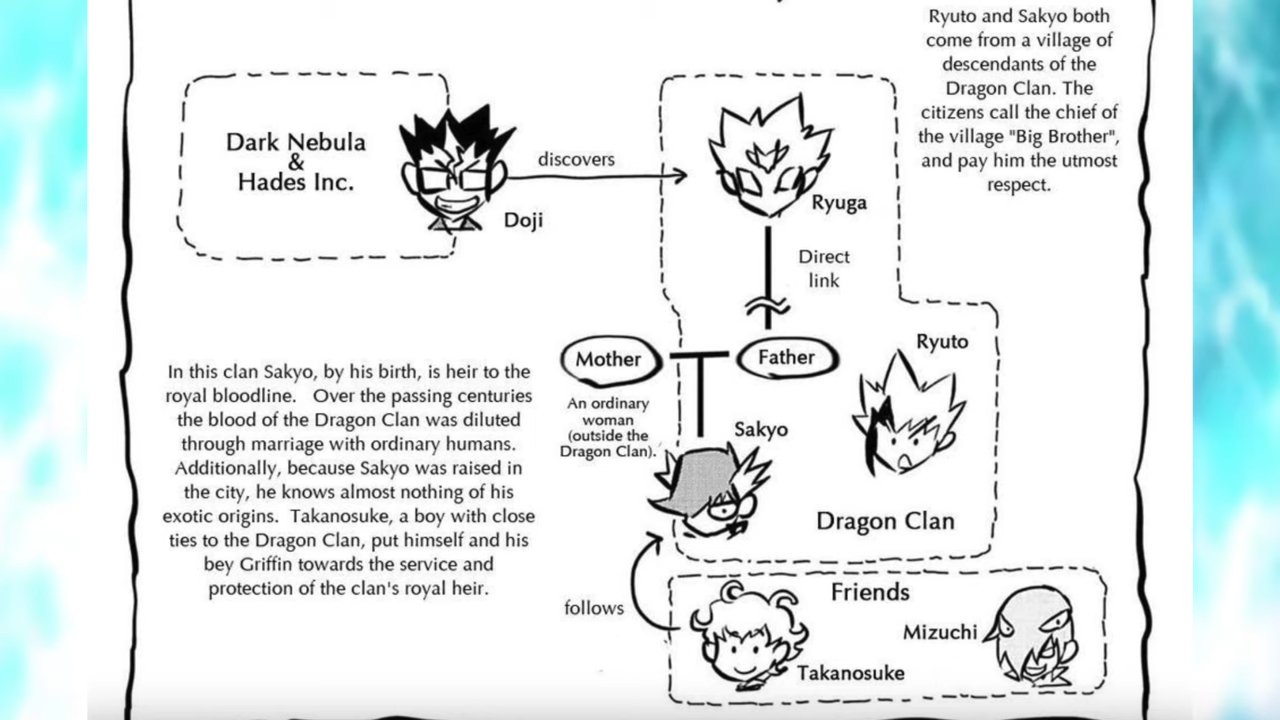 Ryuto and Sakyo both
come from a village of
descendants of the
Dragon Clan. The
citizens call the chief of
the village "Big Brother",
and pay him the utmost
respect.
Dark Nebula
&
Hades Inc.
Doji
discovers
Ryuga
Direct
link
Mother
Father
An ordinary
woman
(outside the
Dragon Clan).
Sakyo
Ryuto
Dragon Clan
In this clan Sakyo, by his birth, is heir to the
royal bloodline. Over the passing centuries
the blood of the Dragon Clan was diluted
through marriage with ordinary humans.
Additionally, because Sakyo was raised in
the city, he knows almost nothing of his
exotic origins. Takanosuke, a boy with close
ties to the Dragon Clan, put himself and his
bey Griffin towards the service and
protection of the clan's royal heir.
follows
Friends
Mizuchi
Takanosuke